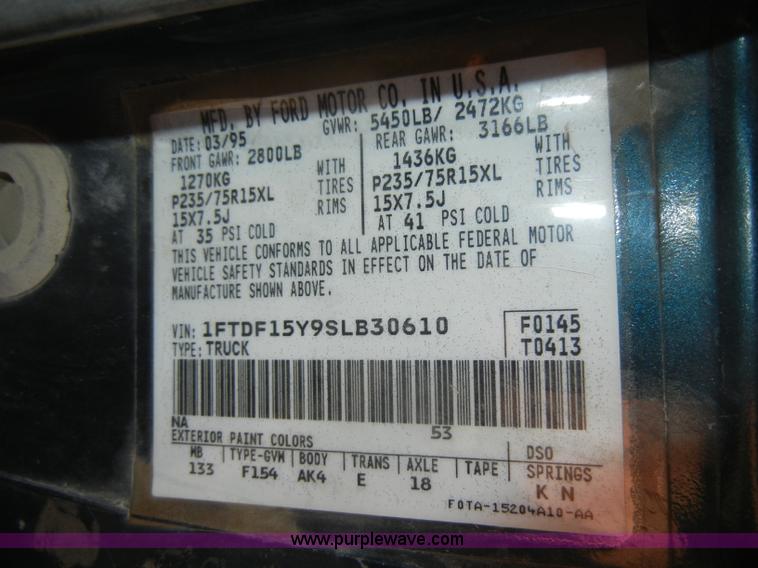 MFD. BY FORD MOTOR CO. IN U.S.A.
DATE: 03/95 GVWR: 5450LB/ 2472KG
FRONT GAWR: 2800LB REAR GAWR: 3166LB
1270KG WITH 1436KG WITH
P235/75R15XL TIRES P235/75R15XL TIRES
15X7.5J RIMS 15X7.5J RIMS
AT 35 PSI COLD AT 41 PSI COLD
THIS VEHICLE CONFORMS TO ALL APPLICABLE FEDERAL MOTOR
VEHICLE SAFETY STANDARDS IN EFFECT ON THE DATE OF
MANUFACTURE SHOWN ABOVE.
VIN: 1FTDF15Y9SLB30610 F0145
TYPE: TRUCK T0413
NA 53
EXTERIOR PAINT COLORS DSO
WB TYPE-GVW BODY TRANS AXLE TAPE SPRINGS
133 F154 AK4 E 18 K N
F0TA-15204A10-AA
www.purplewave.com